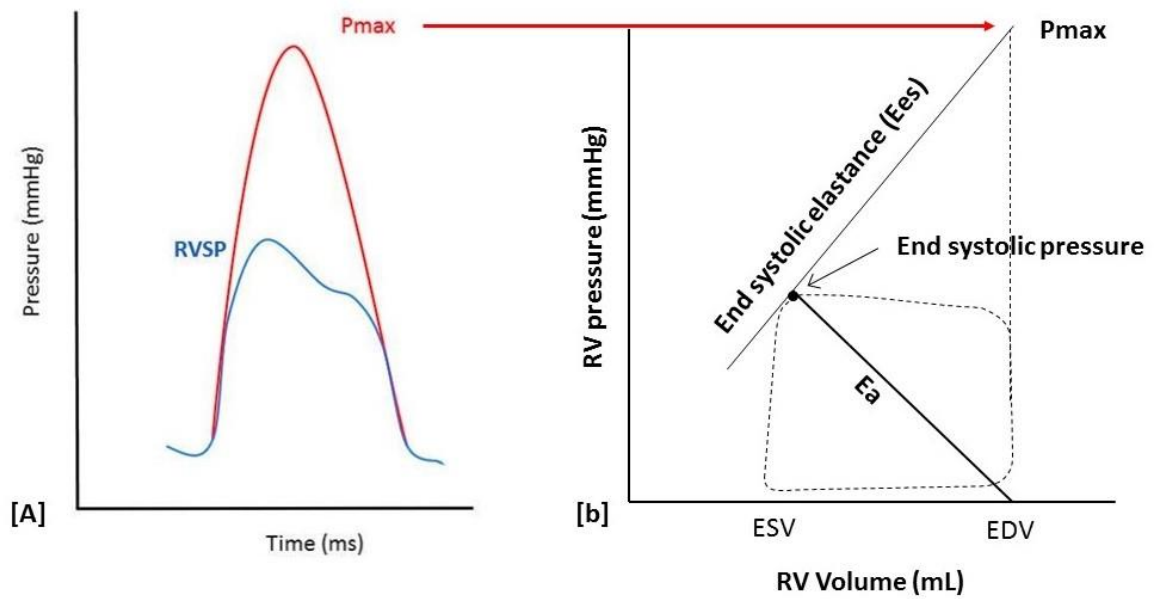 Pmax
RVSP
Pressure (mmHg)
Time (ms)
[A]
Pmax
End systolic elastance (Ees)
End systolic pressure
RV pressure (mmHg)
Ea
[b]
ESV
EDV
RV Volume (mL)